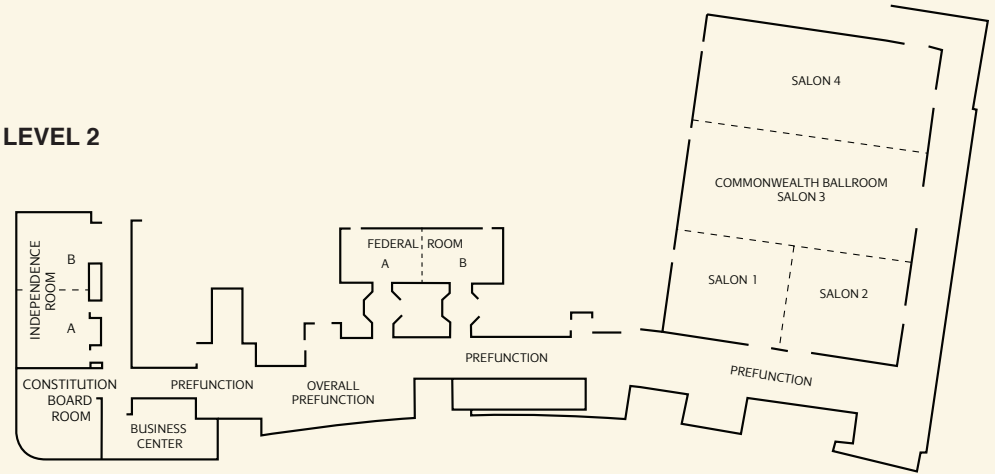 LEVEL 2
SALON 4
COMMONWEALTH BALLROOM
SALON 3
SALON 1
SALON 2
INDEPENDENCE
ROOM
B
A
FEDERAL ROOM
A
B
PREFUNCTION
PREFUNCTION
CONSTITUTION
BOARD
ROOM
PREFUNCTION
OVERALL
PREFUNCTION
BUSINESS
CENTER